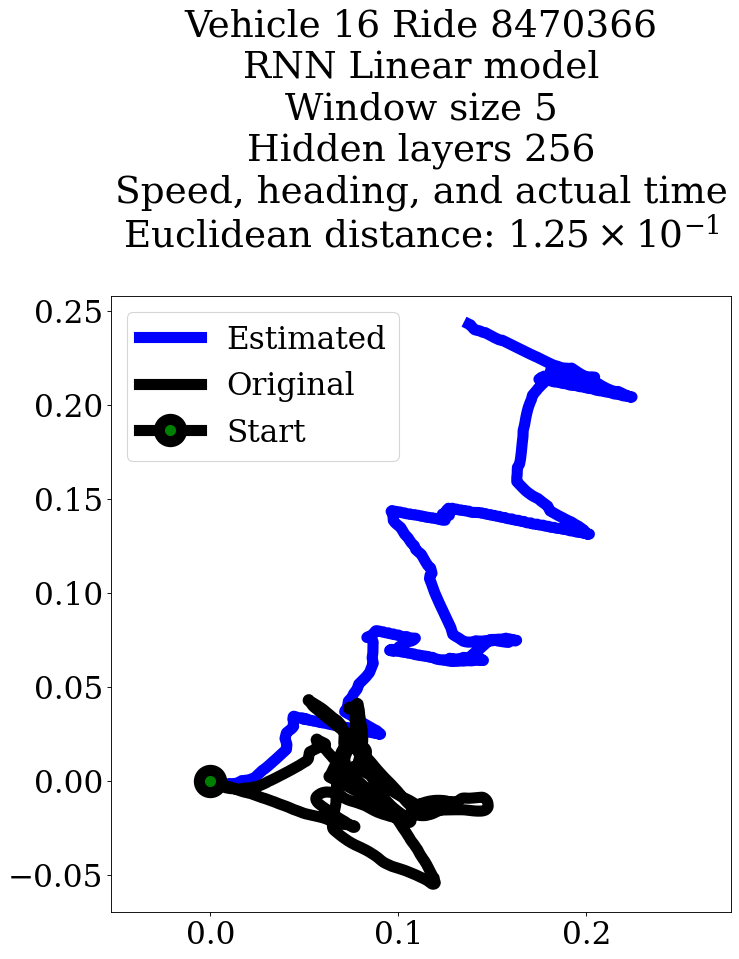 Vehicle 16 Ride 8470366
RNN Linear model
Window size 5
Hidden layers 256
Speed, heading, and actual time
Euclidean distance: 1.25 × 10⁻¹
0.25
0.20
0.15
0.10
0.05
0.00
−0.05
Estimated
Original
Start
0.0
0.1
0.2